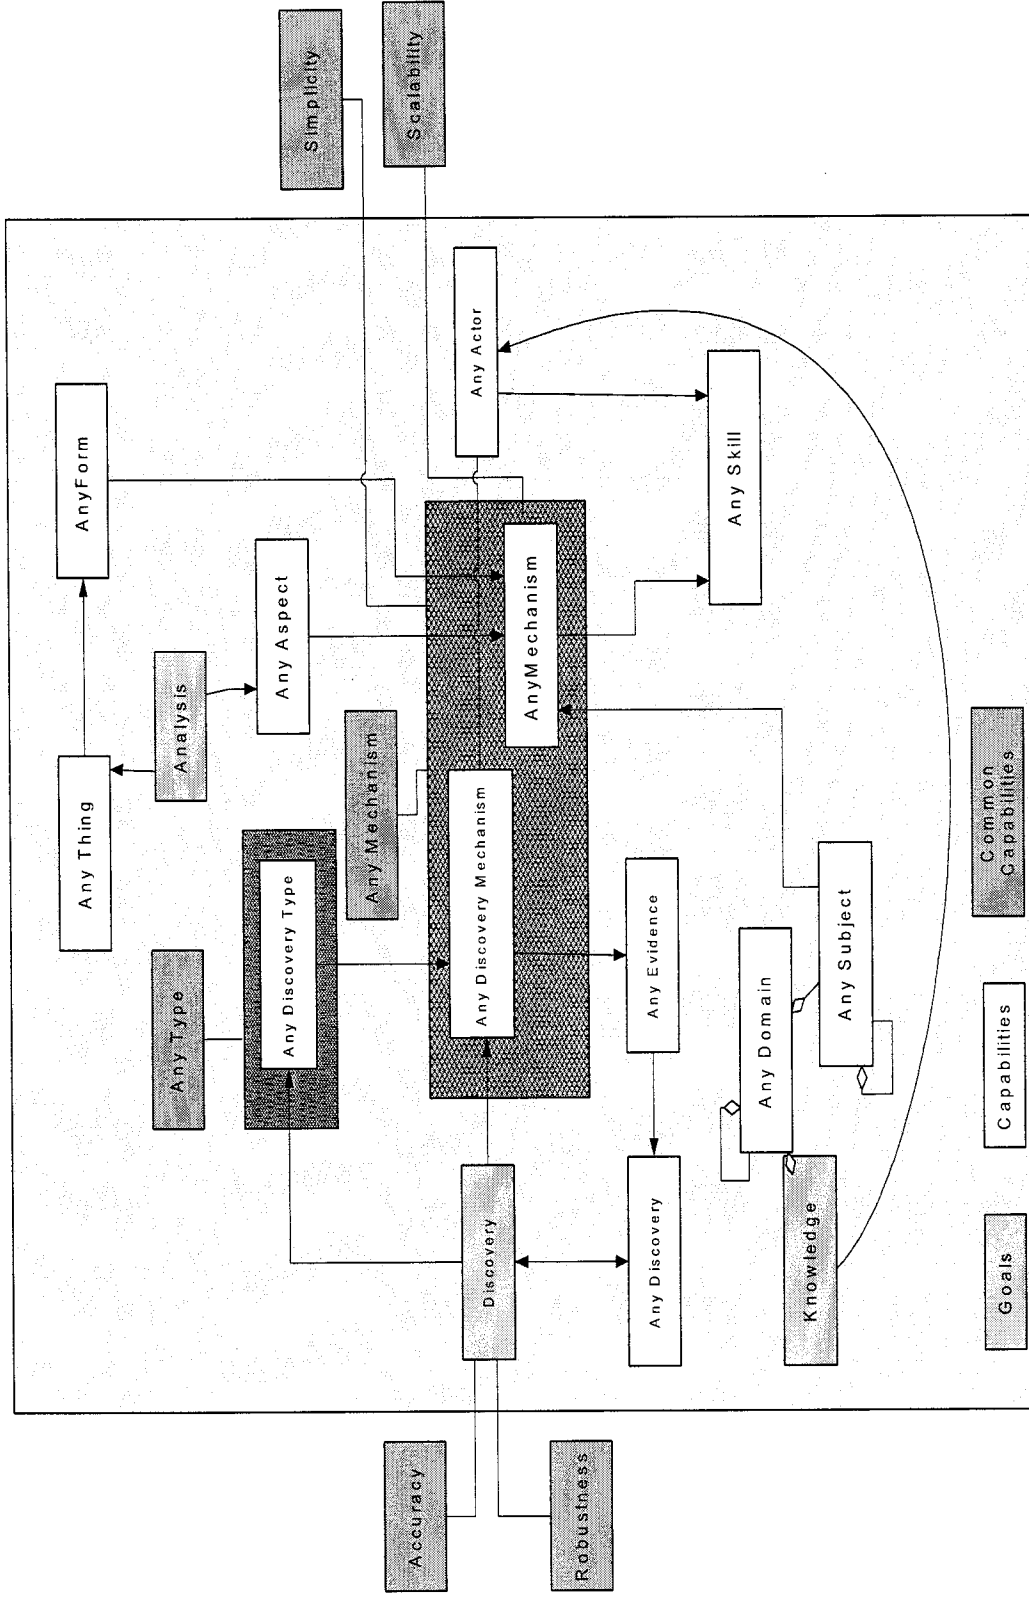 Any Thing
AnyForm
Any Type
Analysis
Any Discovery Type
Any Aspect
Simplicity
Any Mechanism
Accuracy
Scalability
Discovery
Any Discovery Mechanism
AnyMechanism
Any Actor
Robustness
Any Discovery
Any Evidence
Any Skill
Any Domain
Knowledge
Any Subject
Goals
Capabilities
Common
Capabilities